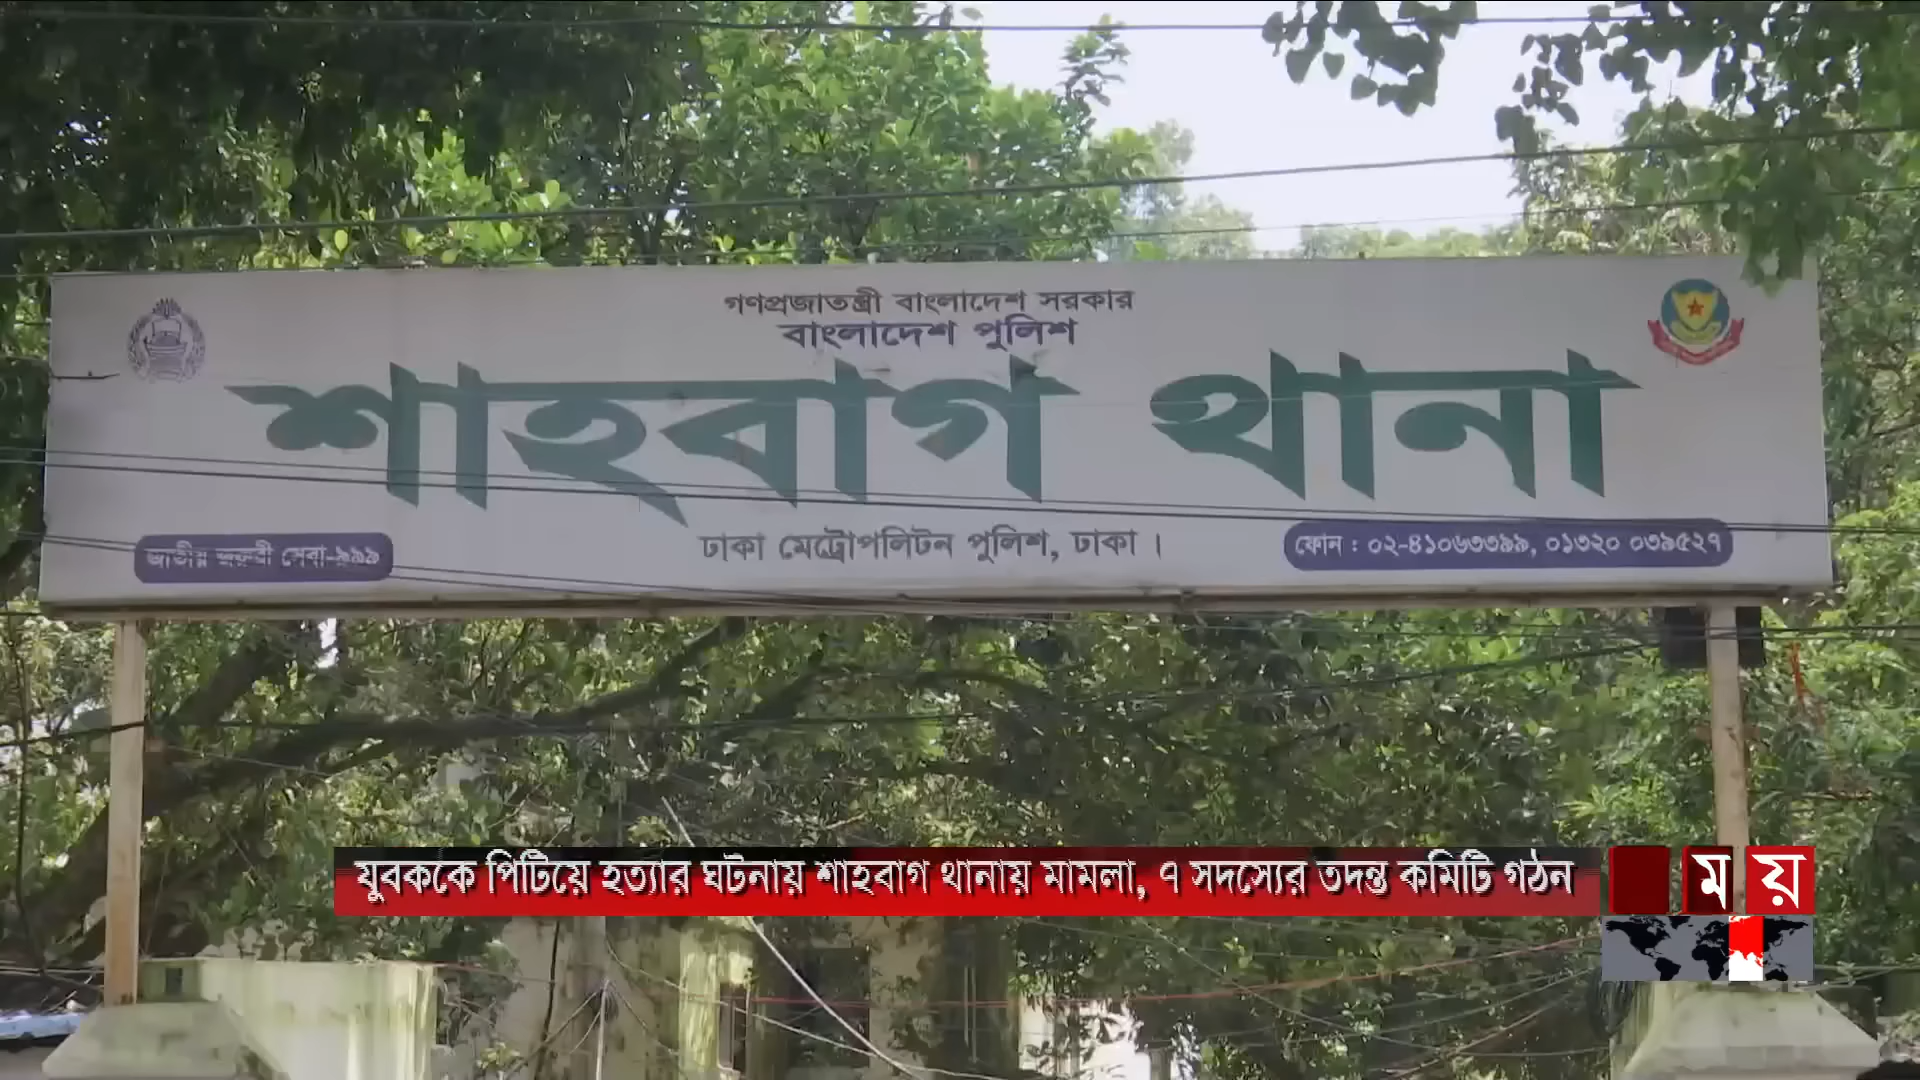 গণপ্রজাতন্ত্রী বাংলাদেশ সরকার
বাংলাদেশ পুলিশ
শাহবাগ থানা
জাতীয় জরুরী সেবা-৯৯৯
ঢাকা মেট্রোপলিটন পুলিশ, ঢাকা ।
ফোন : ০২-৪১০৬৩৩৯৯, ০১৩২০ ০৩৯৫২৭
যুবককে পিটিয়ে হত্যার ঘটনায় শাহবাগ থানায় মামলা, ৭ সদস্যের তদন্ত কমিটি গঠন
ময়